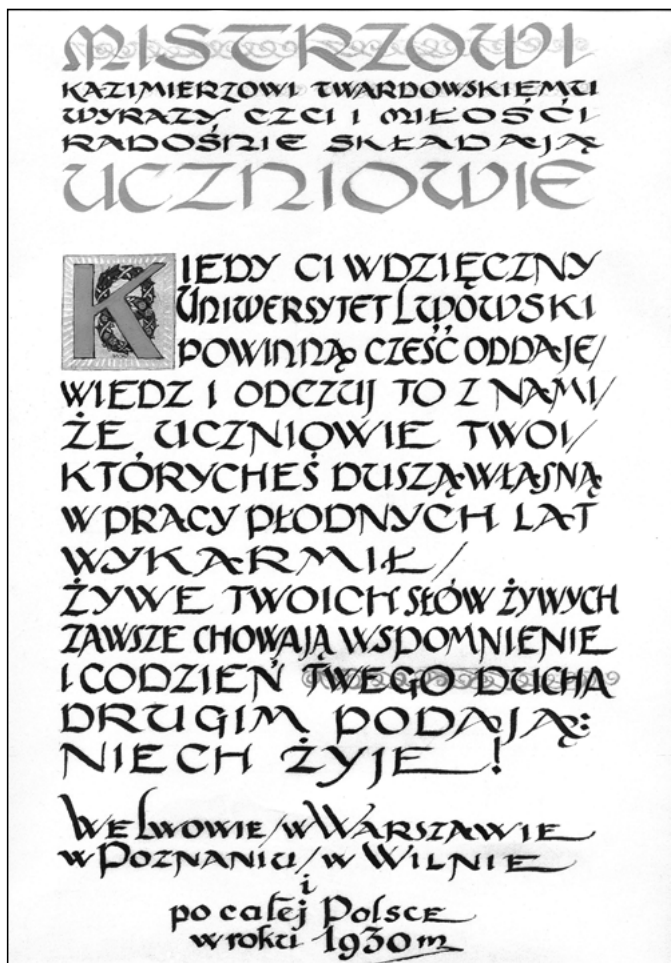 MISTRZOWI
KAZIMIERZOWI TWARDOWSKIEMU
WYRAZY CZCI I MIŁOŚCI
RADOŚNIE SKŁADAJĄ
UCZNIOWIE
KIEDY CI WDZIĘCZNY
UNIWERSYTET LWOWSKI
POWINNĄ CZEŚĆ ODDAJE/
WIEDZ I ODCZUJ TO Z NAMI/
ŻE UCZNIOWIE TWOI/
KTÓRYCHEŚ DUSZĄ WŁASNĄ
W PRACY PŁODNYCH LAT
WYKARMIŁ/
ŻYWE TWOICH SŁÓW ŻYWYCH
ZAWSZE CHOWAJĄ WSPOMNIENIE
I CODZIEŃ TWEGO DUCHA
DRUGIM PODAJĄ:
NIECH ŻYJE!
WE LWOWIE/W WARSZAWIE
W POZNANIU/W WILNIE
i
po całej Polsce
w roku 1930 m